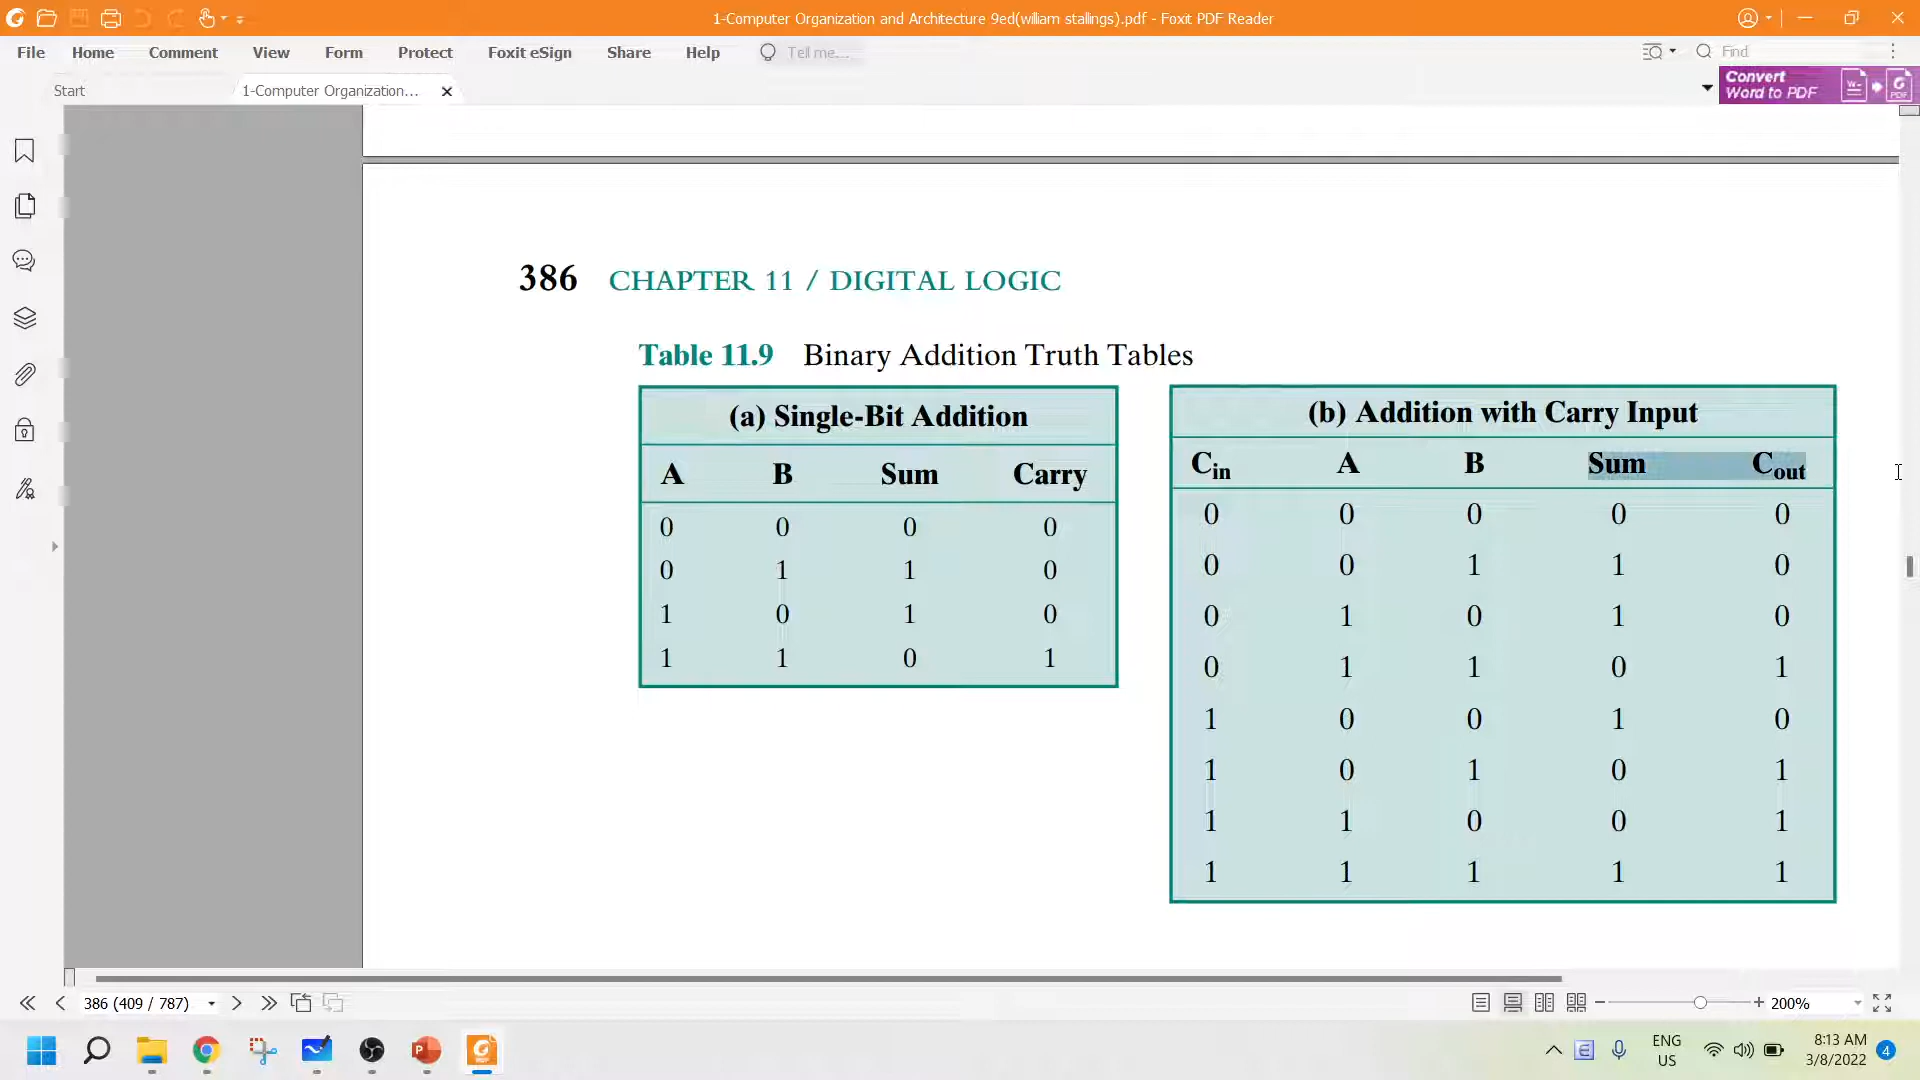 1-Computer Organization and Architecture 9ed(wiliam stallings).pdf - Foxit PDF Reader
File Home Comment View Form Protect Foxit eSign Share Help Tell me.... Find
Start 1-Computer Organization...
Convert
Word to PDF
386 CHAPTER 11 / DIGITAL LOGIC
Table 11.9 Binary Addition Truth Tables
(a) Single-Bit Addition
A B Sum Carry
0 0 0 0
0 1 1 0
1 0 1 0
1 1 0 1
(b) Addition with Carry Input
Cin A B Sum Cout
0 0 0 0 0
0 0 1 1 0
0 1 0 1 0
0 1 1 0 1
1 0 0 1 0
1 0 1 0 1
1 1 0 0 1
1 1 1 1 1
386 (409 / 787) 200%
ENG
US
8:13 AM
3/8/2022
4